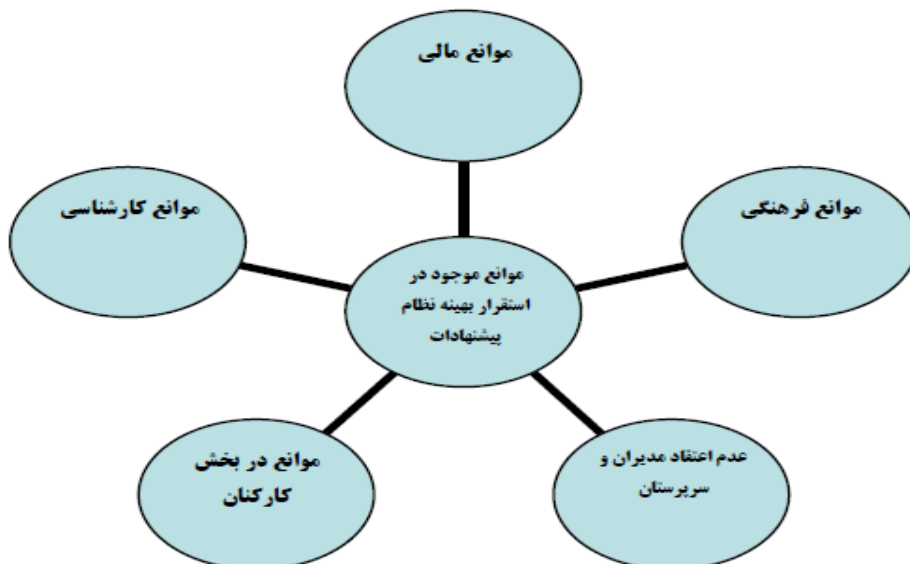 موانع مالی
موانع فرهنگی
موانع کارشناسی
موانع موجود در
استقرار بهینه نظام
پیشنهادات
عدم اعتقاد مدیران و
سرپرستان
موانع در بخش
کارکنان